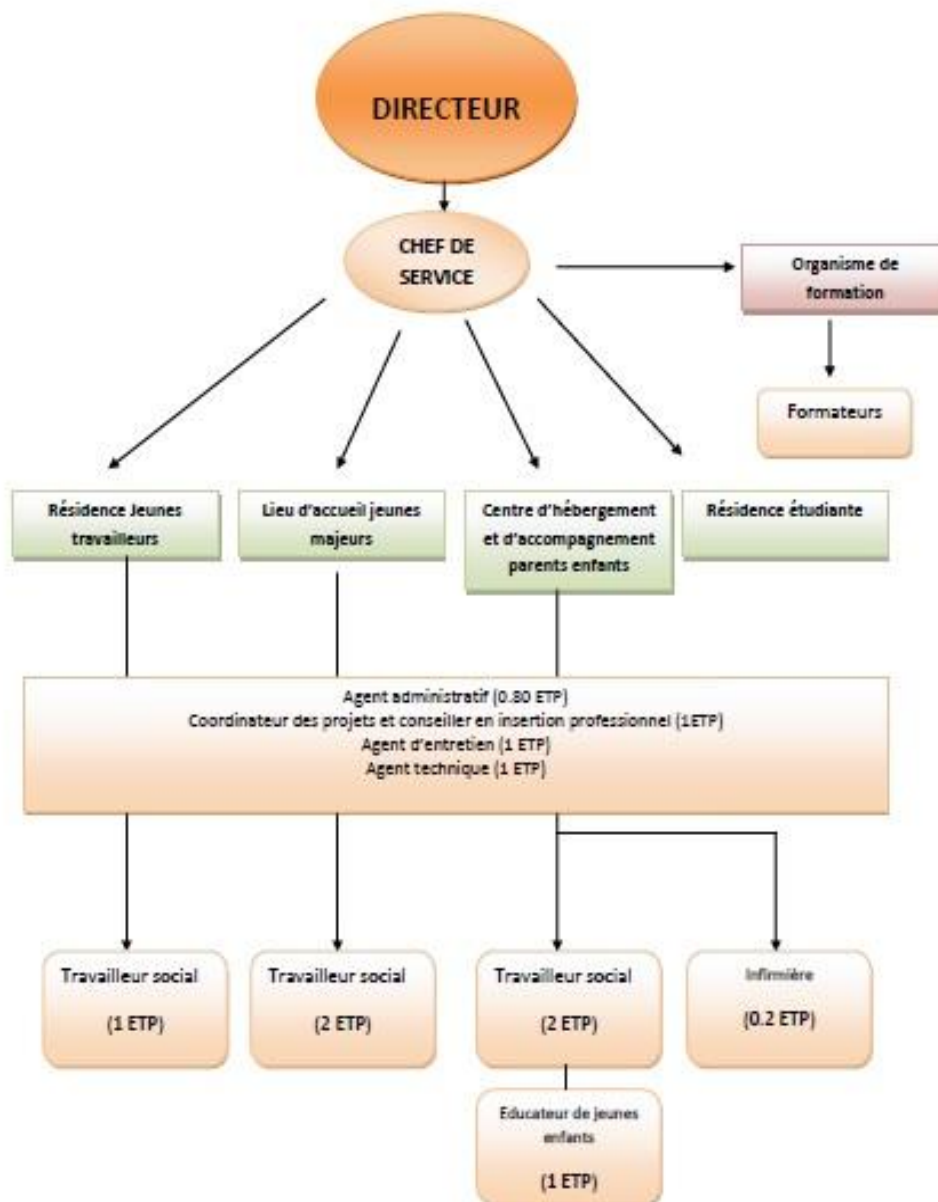 DIRECTEUR
CHEF DE
SERVICE
Organisme de
formation
Formateurs
Résidence Jeunes
travailleurs
Lieu d'accueil jeunes
majeurs
Centre d'hébergement
et d'accompagnement
parents enfants
Résidence étudiante
Agent administratif (0.80 ETP)
Coordinateur des projets et conseiller en insertion professionnel (1ETP)
Agent d'entretien (1 ETP)
Agent technique (1 ETP)
Travailleur social
(1 ETP)
Travailleur social
(2 ETP)
Travailleur social
(2 ETP)
Infirmière
(0.2 ETP)
Educateur de jeunes
enfants
(1 ETP)